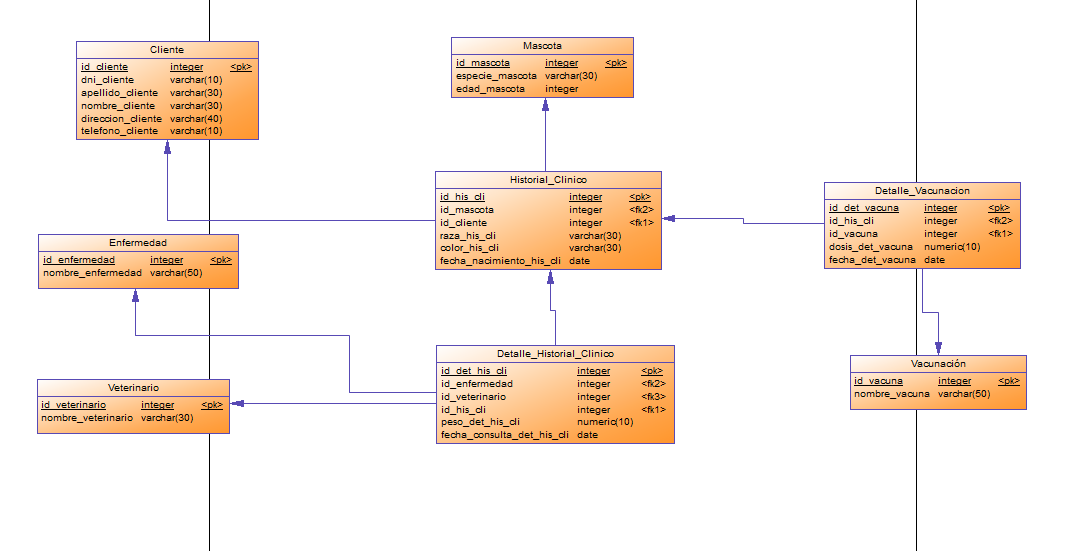 Cliente
id_cliente integer <pk>
dni_cliente varchar(10)
apellido_cliente varchar(30)
nombre_cliente varchar(30)
direccion_cliente varchar(40)
telefono_cliente varchar(10)
Mascota
id_mascota integer <pk>
especie_mascota varchar(30)
edad_mascota integer
Historial_Clinico
id_his_cli integer <pk>
id_mascota integer <fk2>
id_cliente integer <fk1>
raza_his_cli varchar(30)
color_his_cli varchar(30)
fecha_nacimiento_his_cli date
Detalle_Vacunacion
id_det_vacuna integer <pk>
id_his_cli integer <fk2>
id_vacuna integer <fk1>
dosis_det_vacuna numeric(10)
fecha_det_vacuna date
Enfermedad
id_enfermedad integer <pk>
nombre_enfermedad varchar(50)
Detalle_Historial_Clinico
id_det_his_cli integer <pk>
id_enfermedad integer <fk2>
id_veterinario integer <fk3>
id_his_cli integer <fk1>
peso_det_his_cli numeric(10)
fecha_consulta_det_his_cli date
Vacunación
id_vacuna integer <pk>
nombre_vacuna varchar(50)
Veterinario
id_veterinario integer <pk>
nombre_veterinario varchar(30)